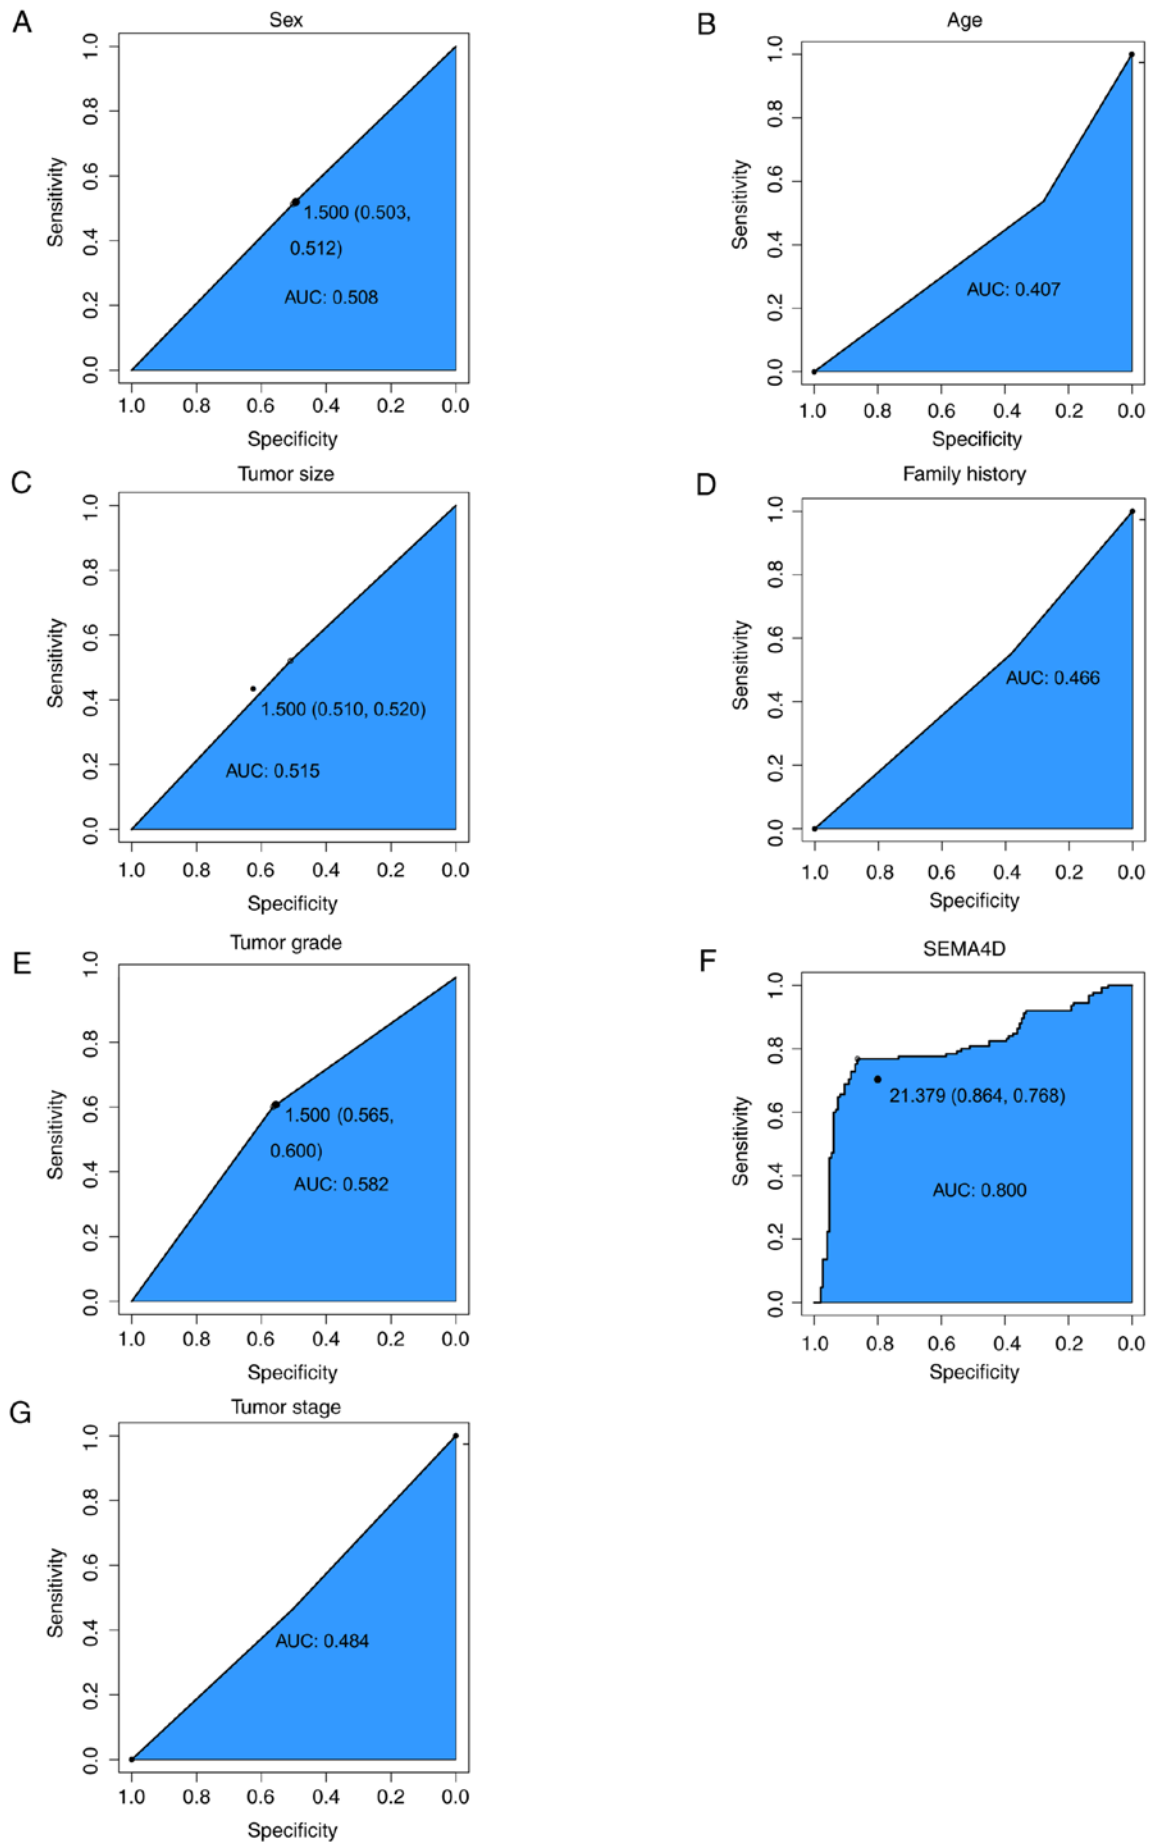 A
Sex
1.0
0.8
0.6
0.4
0.2
0.0
Sensitivity
1.500 (0.503,
0.512)
AUC: 0.508
1.0 0.8 0.6 0.4 0.2 0.0
Specificity
B
Age
1.0
0.8
0.6
0.4
0.2
0.0
Sensitivity
AUC: 0.407
1.0 0.8 0.6 0.4 0.2 0.0
Specificity
C
Tumor size
1.0
0.8
0.6
0.4
0.2
0.0
Sensitivity
1.500 (0.510, 0.520)
AUC: 0.515
1.0 0.8 0.6 0.4 0.2 0.0
Specificity
D
Family history
1.0
0.8
0.6
0.4
0.2
0.0
Sensitivity
AUC: 0.466
1.0 0.8 0.6 0.4 0.2 0.0
Specificity
E
Tumor grade
1.0
0.8
0.6
0.4
0.2
0.0
Sensitivity
1.500 (0.565,
0.600)
AUC: 0.582
1.0 0.8 0.6 0.4 0.2 0.0
Specificity
F
SEMA4D
1.0
0.8
0.6
0.4
0.2
0.0
Sensitivity
21.379 (0.864, 0.768)
AUC: 0.800
1.0 0.8 0.6 0.4 0.2 0.0
Specificity
G
Tumor stage
1.0
0.8
0.6
0.4
0.2
0.0
Sensitivity
AUC: 0.484
1.0 0.8 0.6 0.4 0.2 0.0
Specificity